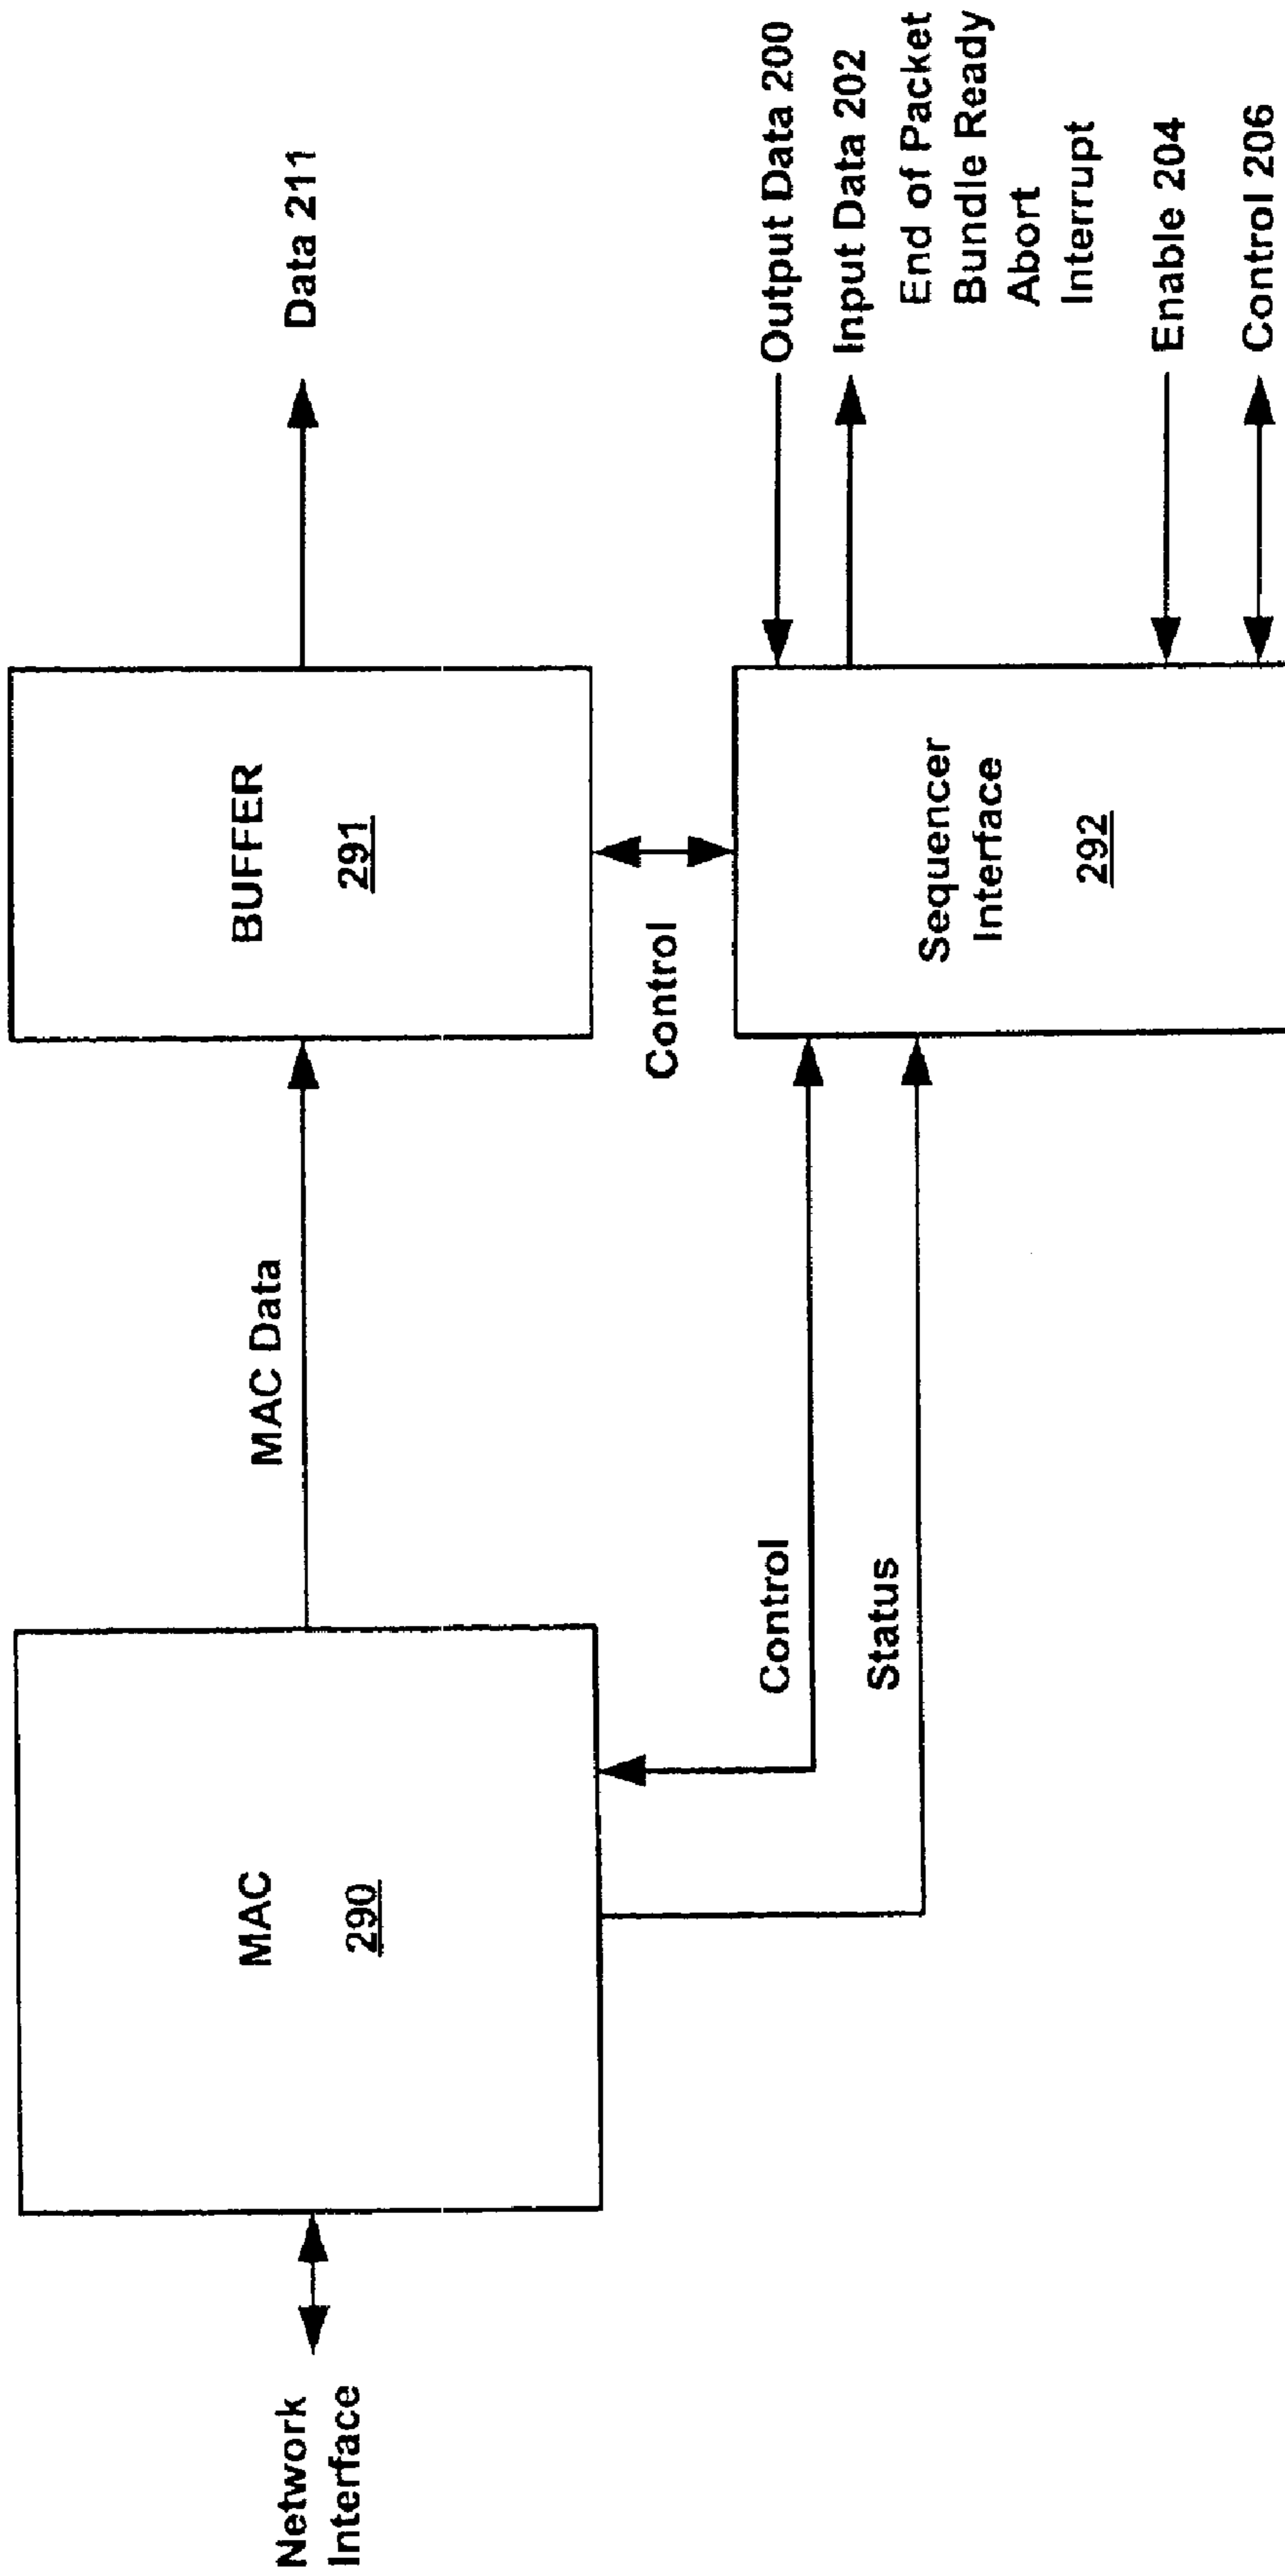 Network
Interface
MAC
290
MAC Data
Control
Status
BUFFER
291
Control
Sequencer
Interface
292
Data 211
Output Data 200
Input Data 202
End of Packet
Bundle Ready
Abort
Interrupt
Enable 204
Control 206